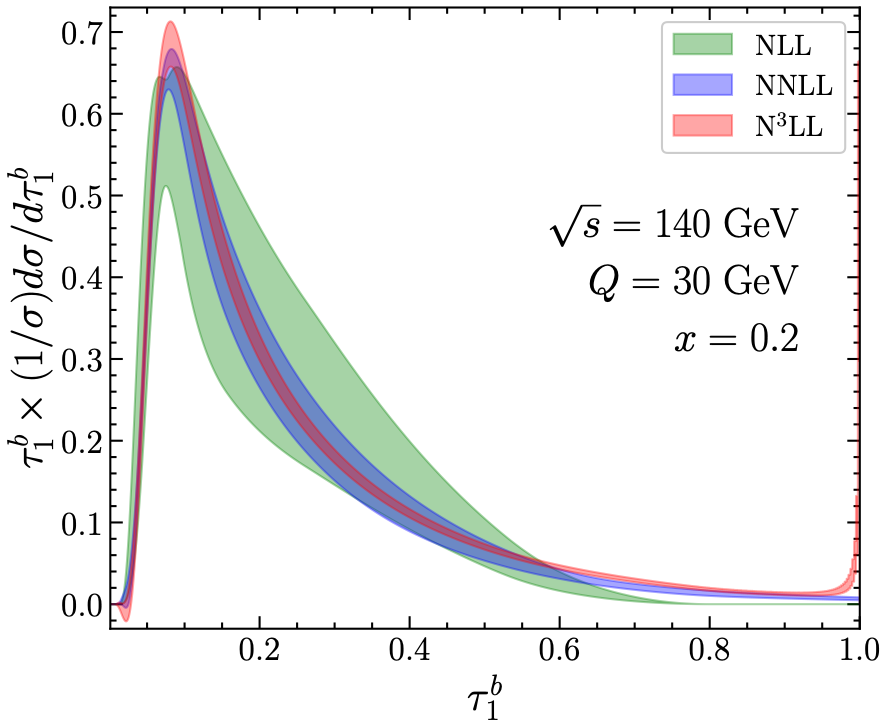 NLL
NNLL
N³LL
√s = 140 GeV
Q = 30 GeV
x = 0.2
τ₁ᵇ × (1/σ)dσ/dτ₁ᵇ
0.7
0.6
0.5
0.4
0.3
0.2
0.1
0.0
0.2 0.4 0.6 0.8 1.0
τ₁ᵇ